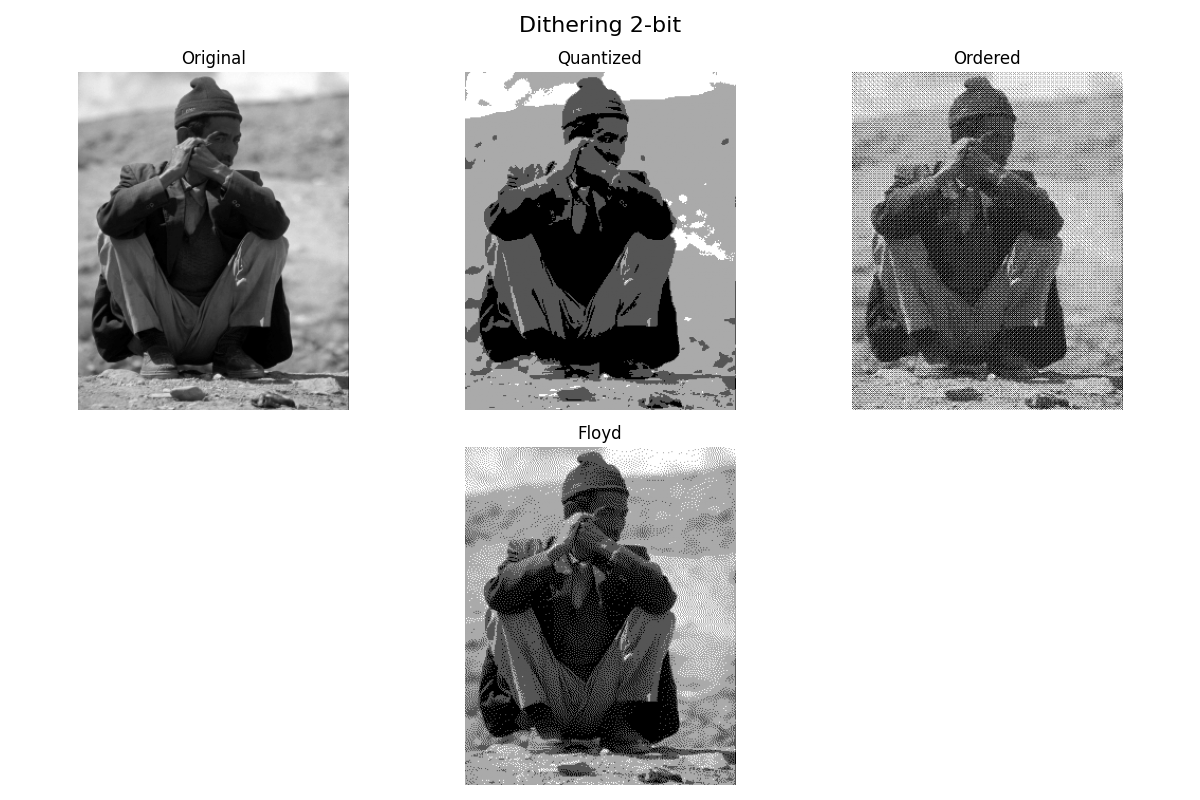 Dithering 2-bit
Original
Quantized
Ordered
Floyd